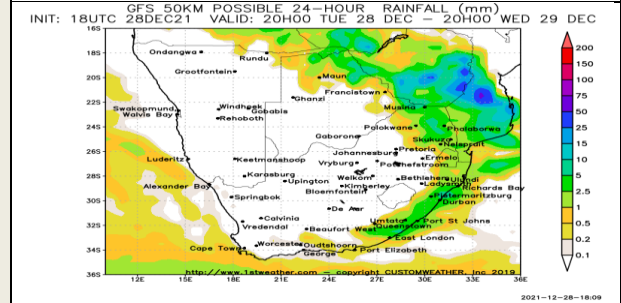 GFS 50KM POSSIBLE 24-HOUR RAINFALL (mm)
INIT: 18UTC 28DEC21 VALID: 20H00 TUE 28 DEC - 20H00 WED 29 DEC
16S
Ondangwa
Rundu
200
18S
150
Grootfontein
Maun
100
20S
Francistown
75
Ghanzi
22S
Windhoek
Gobabis
Musina
50
Swakopmund
Walvis Bay
Rehoboth
25
24S
Polokwane
Phalaborwa
15
Gaborone
Skukuza
Nelspruit
26S
Johannesburg
Pretoria
10
Luderitz
Keetmanshoop
Vryburg
Potchefstroom
Ermelo
5
28S
Karasburg
Upington
Welkom
Bethlehem
Ulundi
Alexander Bay
Kimberley
Ladysmith
Richards Bay
2.5
Springbok
Bloemfontein
Pietermaritzburg
30S
Durban
1
De Aar
Calvinia
Umtata
Port St Johns
0.5
32S
Vredendal
Beaufort West
Queenstown
0.2
East London
34S
Cape Town
Worcester
Oudtshoorn
George
Port Elizabeth
0.1
36S
http://www.1stweather.com - copyright CUSTOMWEATHER, Inc 2019
12E 15E 18E 21E 24E 27E 30E 33E 36E
2021-12-28-18:09